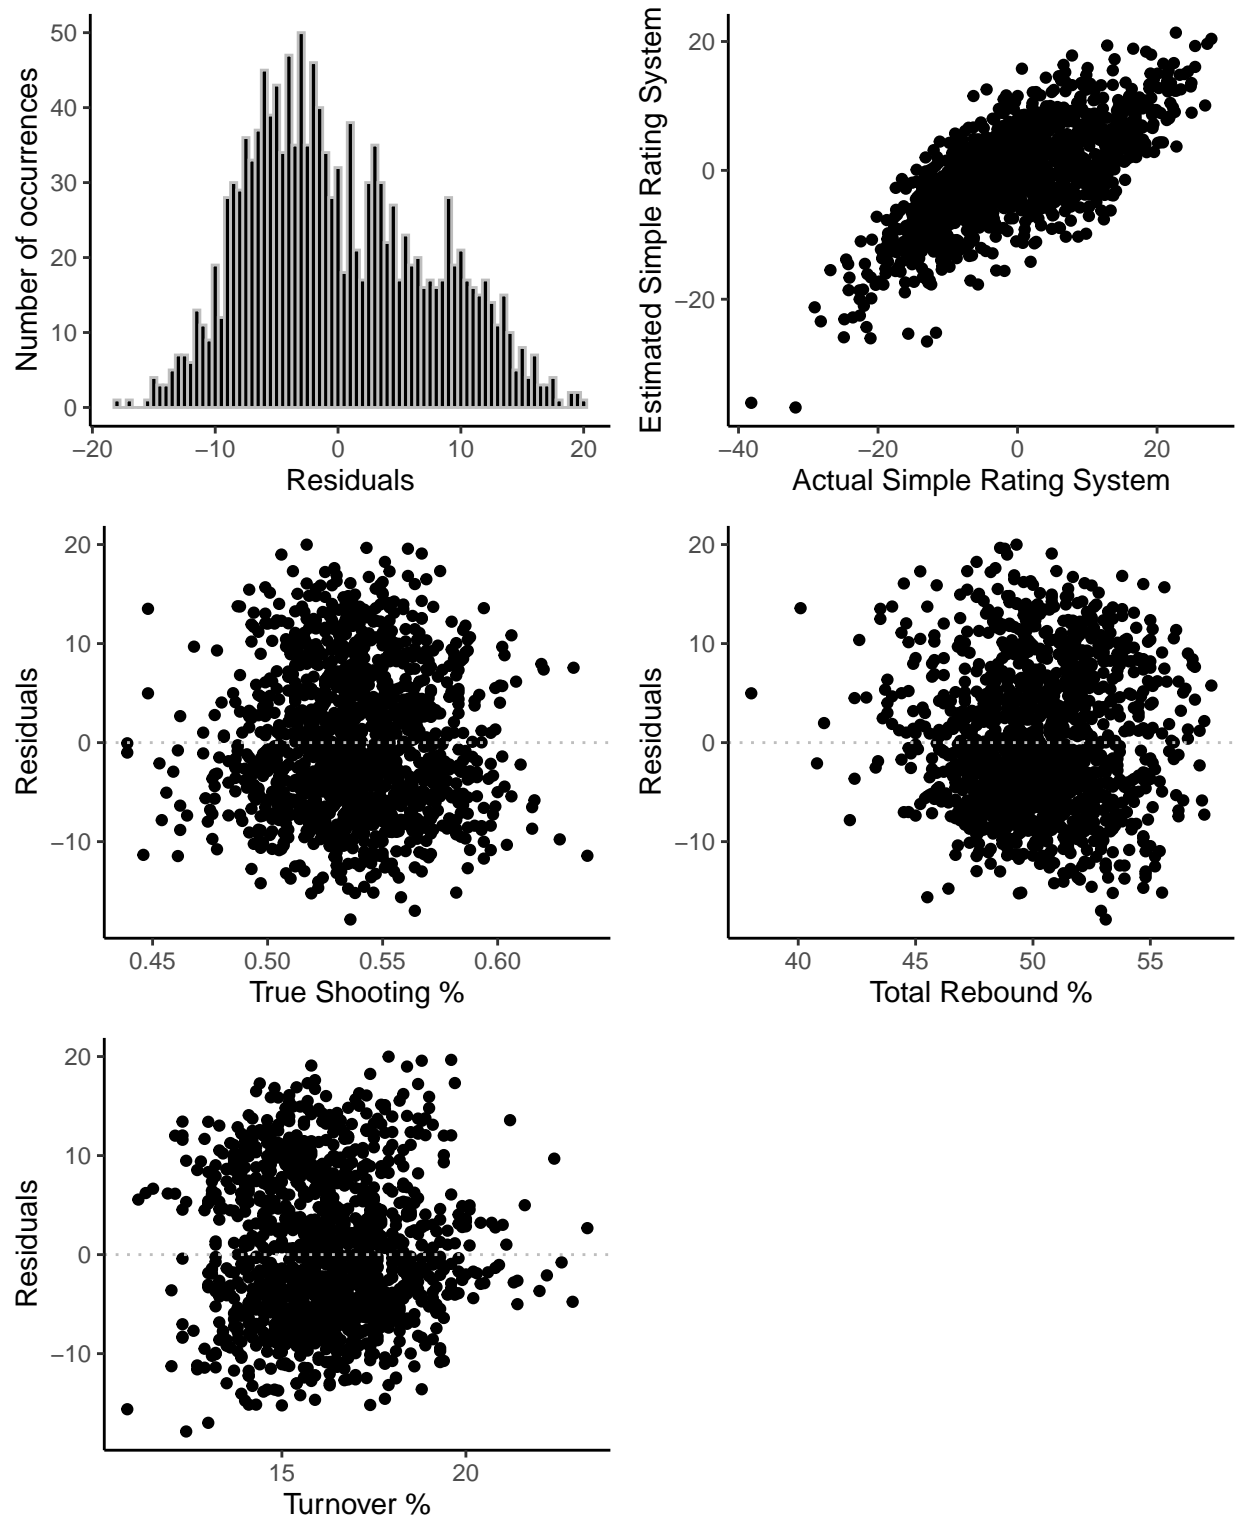 50
40
30
20
10
0
Number of occurrences
−20 −10 0 10 20
Residuals
20
0
−20
Estimated Simple Rating System
−40 −20 0 20
Actual Simple Rating System
20
10
0
−10
Residuals
0.45 0.50 0.55 0.60
True Shooting %
20
10
0
−10
Residuals
40 45 50 55
Total Rebound %
20
10
0
−10
Residuals
15 20
Turnover %